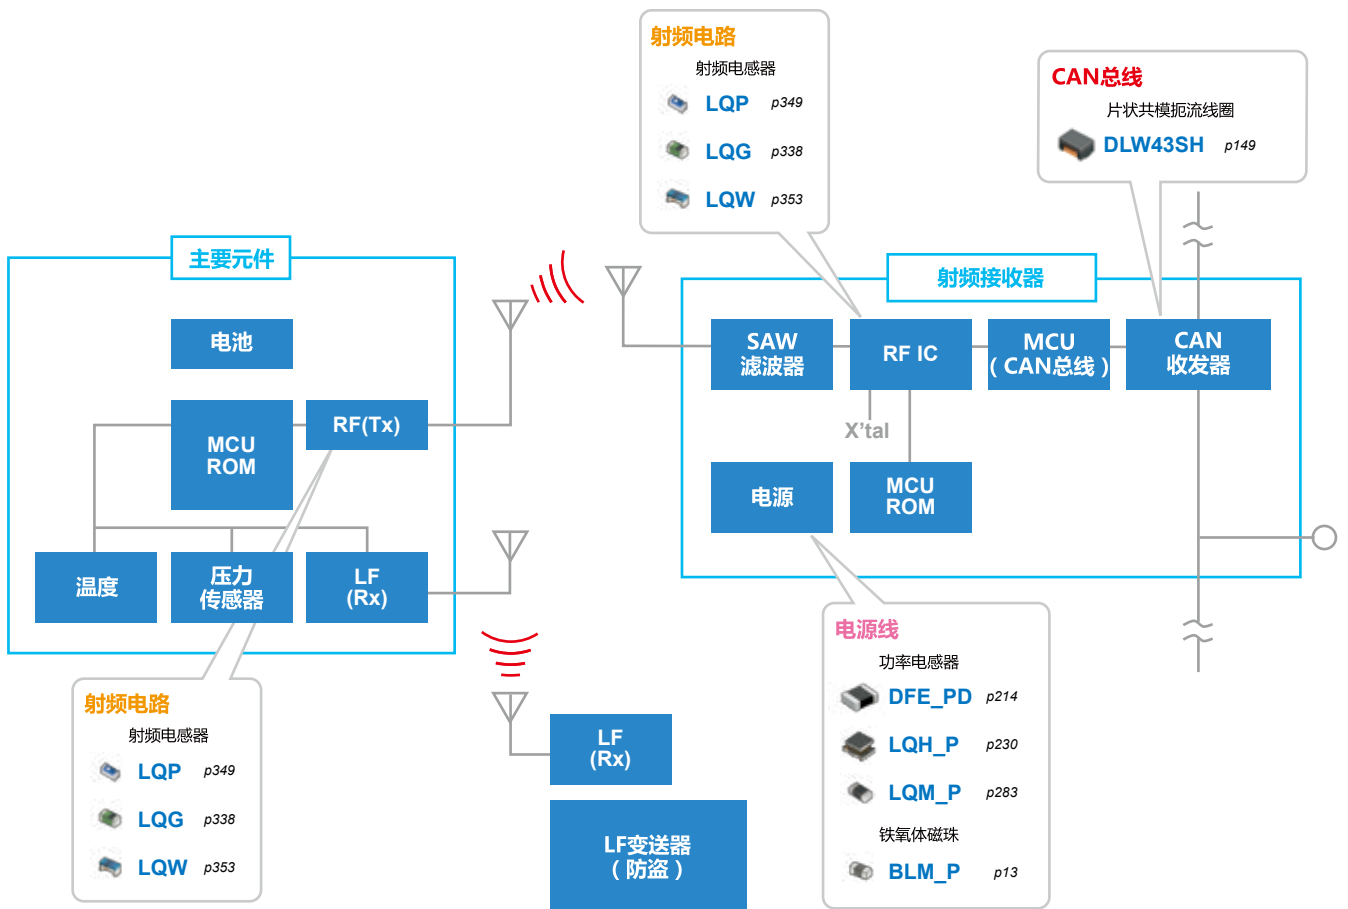 射频电路
射频电感器
LQP p349
LQG p338
LQW p353
CAN总线
片状共模扼流线圈
DLW43SH p149
主要元件
电池
MCU
ROM
RF(Tx)
温度
压力
传感器
LF
(Rx)
射频电路
射频电感器
LQP p349
LQG p338
LQW p353
LF
(Rx)
LF变送器
（防盗）
射频接收器
SAW
滤波器
RF IC
MCU
（CAN总线）
CAN
收发器
X'tal
电源
MCU
ROM
电源线
功率电感器
DFE_PD p214
LQH_P p230
LQM_P p283
铁氧体磁珠
BLM_P p13